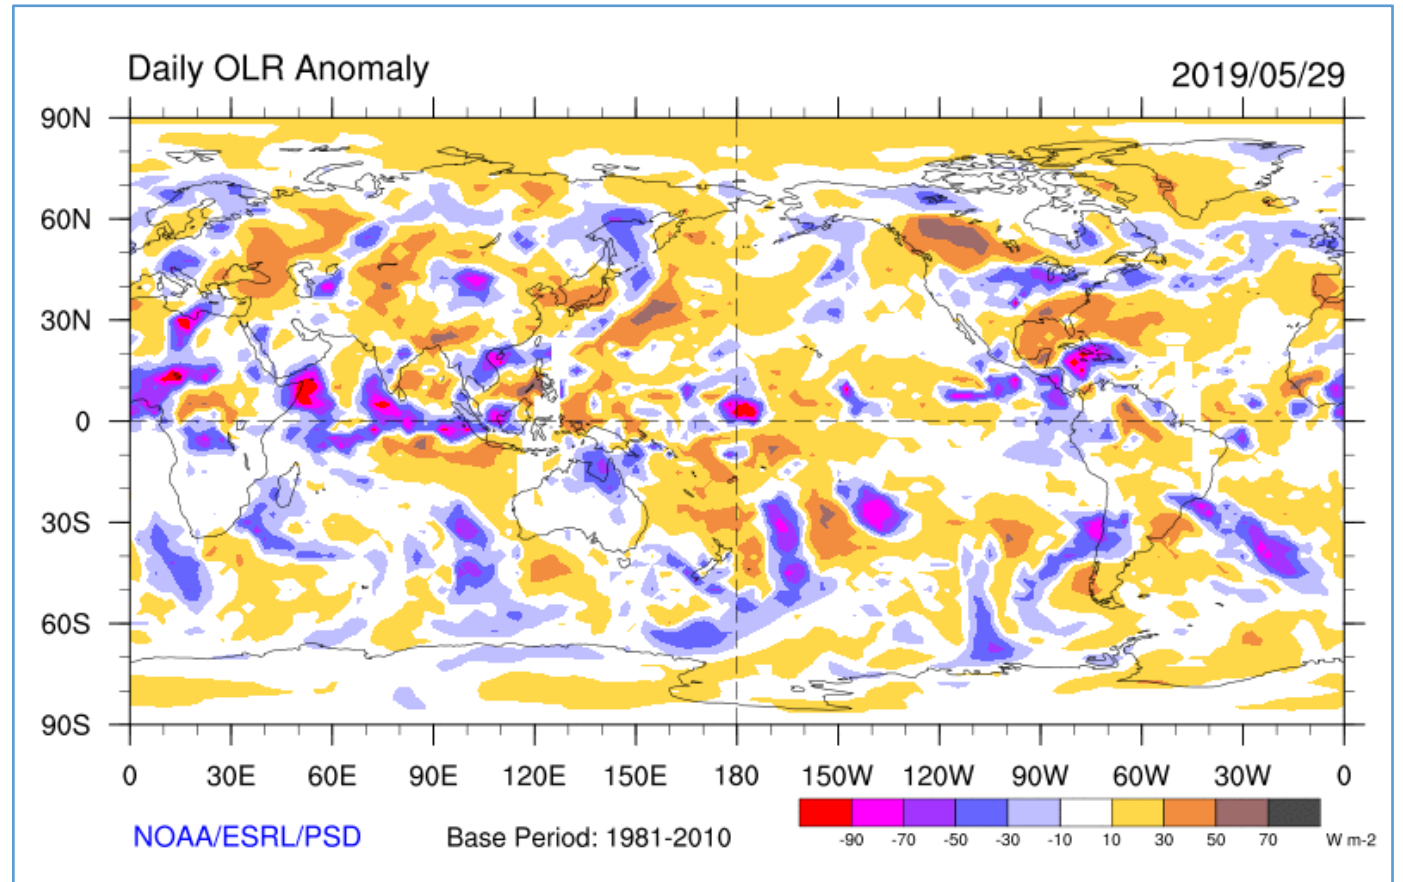 Daily OLR Anomaly 2019/05/29
90N
60N
30N
0
30S
60S
90S
0 30E 60E 90E 120E 150E 180 150W 120W 90W 60W 30W 0
-90 -70 -50 -30 -10 10 30 50 70 W m-2
NOAA/ESRL/PSD Base Period: 1981-2010